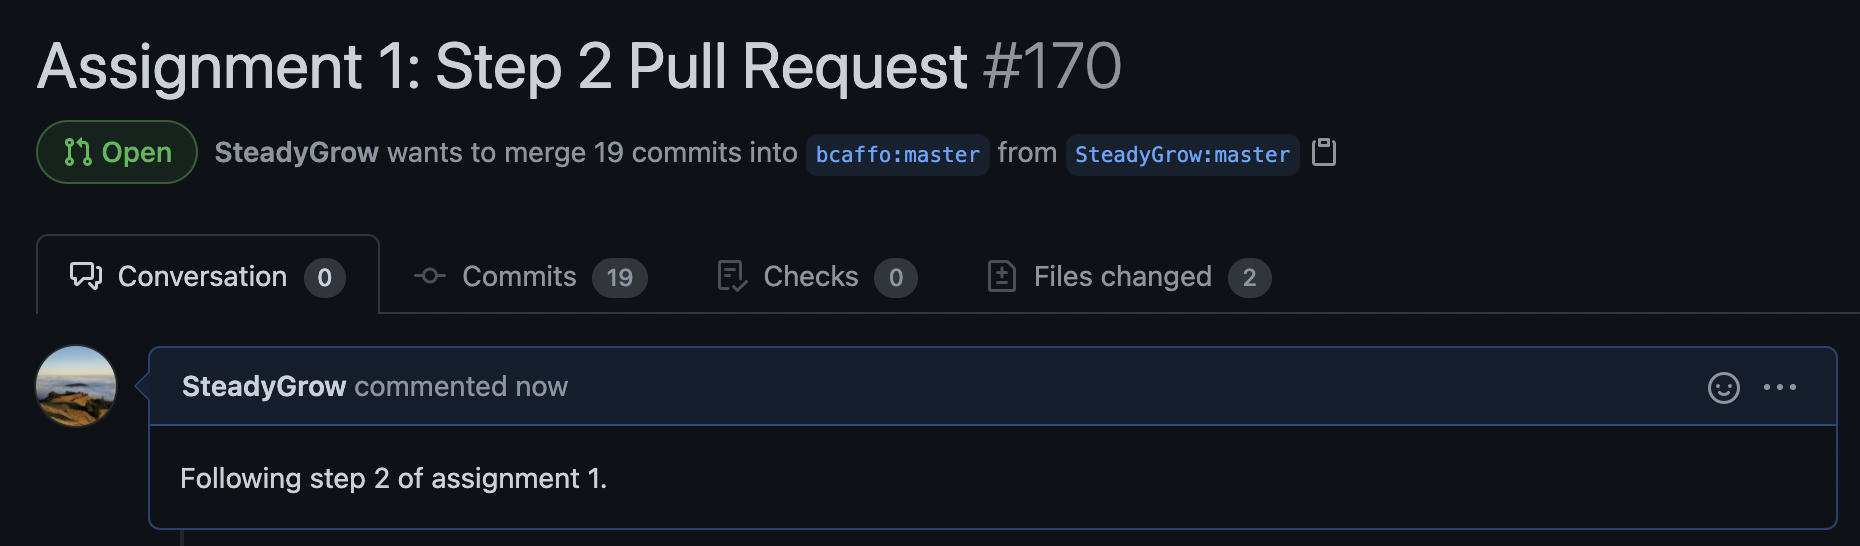 Assignment 1: Step 2 Pull Request #170
Open SteadyGrow wants to merge 19 commits into bcaffo:master from SteadyGrow:master
Conversation 0 Commits 19 Checks 0 Files changed 2
SteadyGrow commented now
Following step 2 of assignment 1.